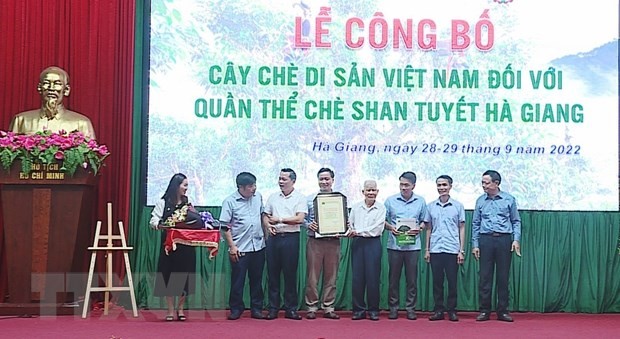 LỄ CÔNG BỐ
CÂY CHÈ DI SẢN VIỆT NAM ĐỐI VỚI
QUẦN THỂ CHÈ SHAN TUYẾT HÀ GIANG
Hà Giang, ngày 28-29 tháng 9 năm 2022
CHỦ TỊCH
HỒ CHÍ MINH
TTXVN